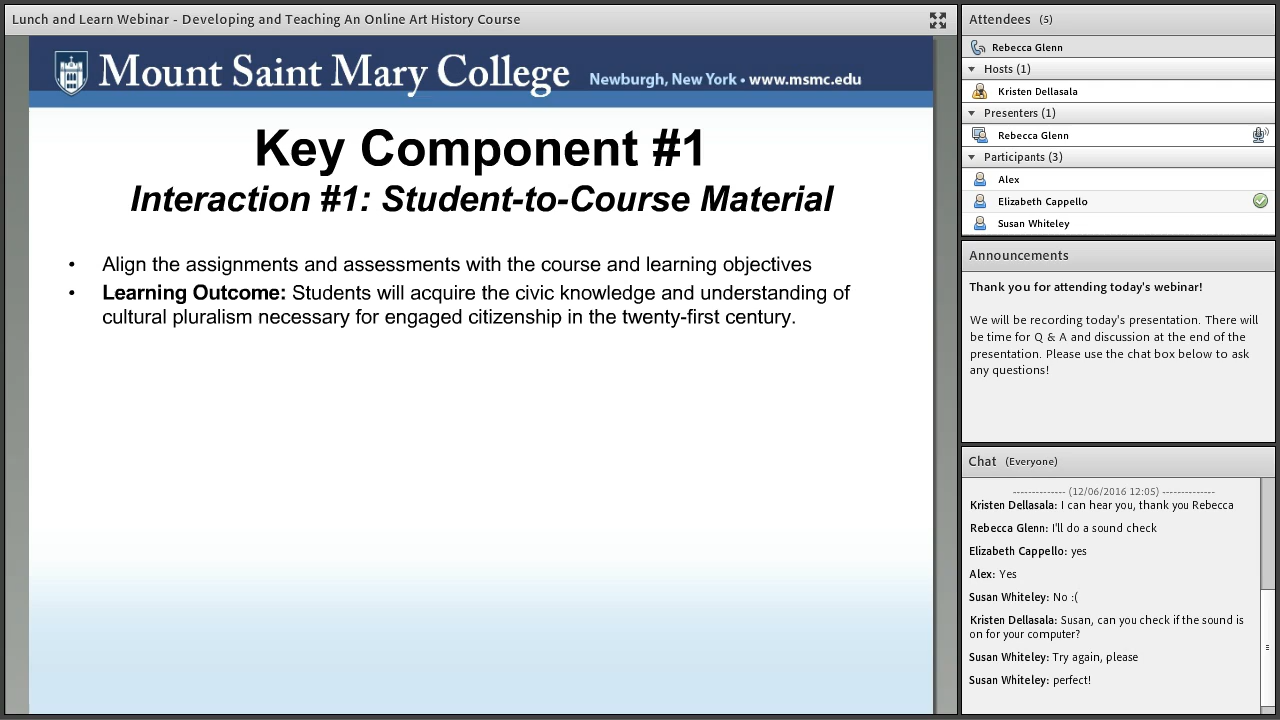 Lunch and Learn Webinar - Developing and Teaching An Online Art History Course
Mount Saint Mary College Newburgh, New York • www.msmc.edu
Key Component #1
Interaction #1: Student-to-Course Material
• Align the assignments and assessments with the course and learning objectives
• Learning Outcome: Students will acquire the civic knowledge and understanding of
cultural pluralism necessary for engaged citizenship in the twenty-first century.
Attendees (5)
Rebecca Glenn
Hosts (1)
Kristen Dellasala
Presenters (1)
Rebecca Glenn
Participants (3)
Alex
Elizabeth Cappello
Susan Whiteley
Announcements
Thank you for attending today's webinar!
We will be recording today's presentation. There will
be time for Q & A and discussion at the end of the
presentation. Please use the chat box below to ask
any questions!
Chat (Everyone)
-------------- (12/06/2016 12:05) --------------
Kristen Dellasala: I can hear you, thank you Rebecca
Rebecca Glenn: I'll do a sound check
Elizabeth Cappello: yes
Alex: Yes
Susan Whiteley: No :(
Kristen Dellasala: Susan, can you check if the sound is
on for your computer?
Susan Whiteley: Try again, please
Susan Whiteley: perfect!